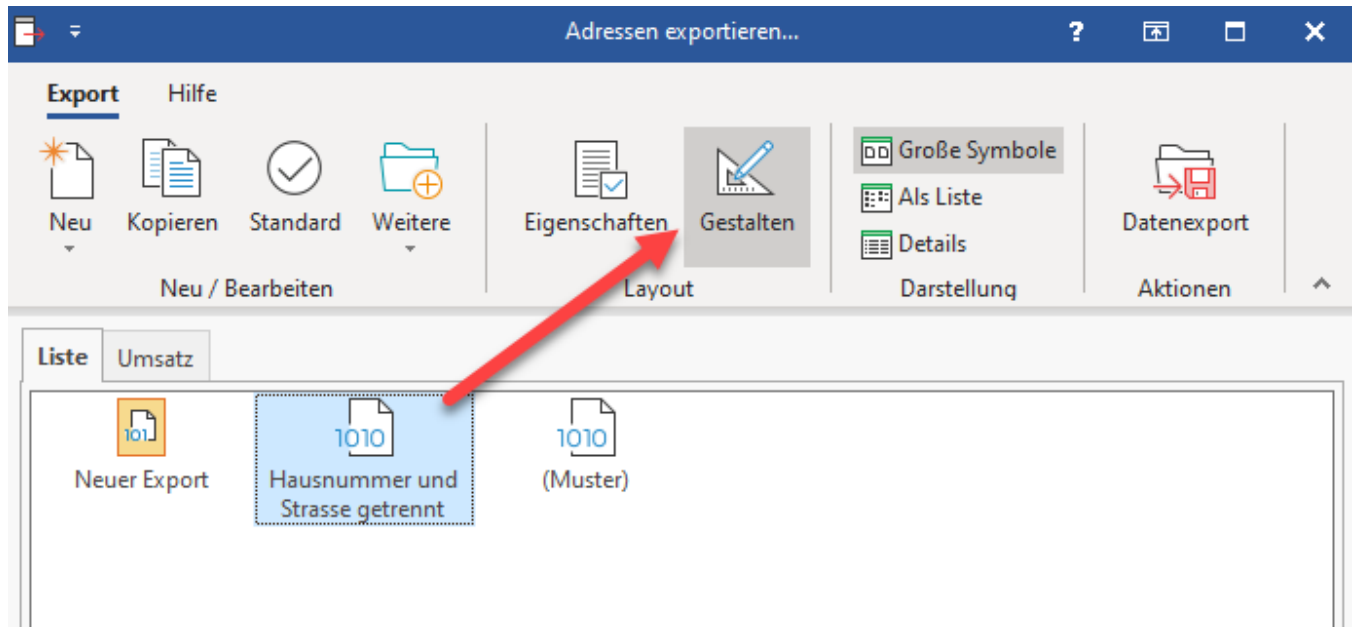 Adressen exportieren...
?
Export Hilfe
Neu Kopieren Standard Weitere Eigenschaften Gestalten Große Symbole
Als Liste
Details
Datenexport
Neu / Bearbeiten Layout Darstellung Aktionen
Liste Umsatz
101
1010
1010
Neuer Export
Hausnummer und
Strasse getrennt
(Muster)